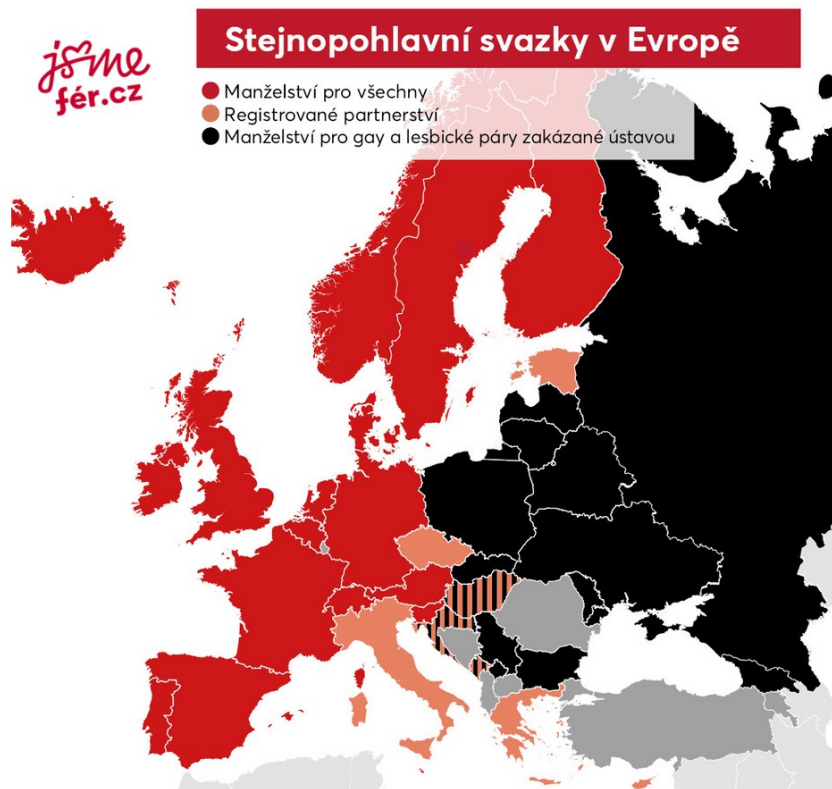 jsme
fér.cz
Stejnopohlavní svazky v Evropě
Manželství pro všechny
Registrované partnerství
Manželství pro gay a lesbické páry zakázané ústavou